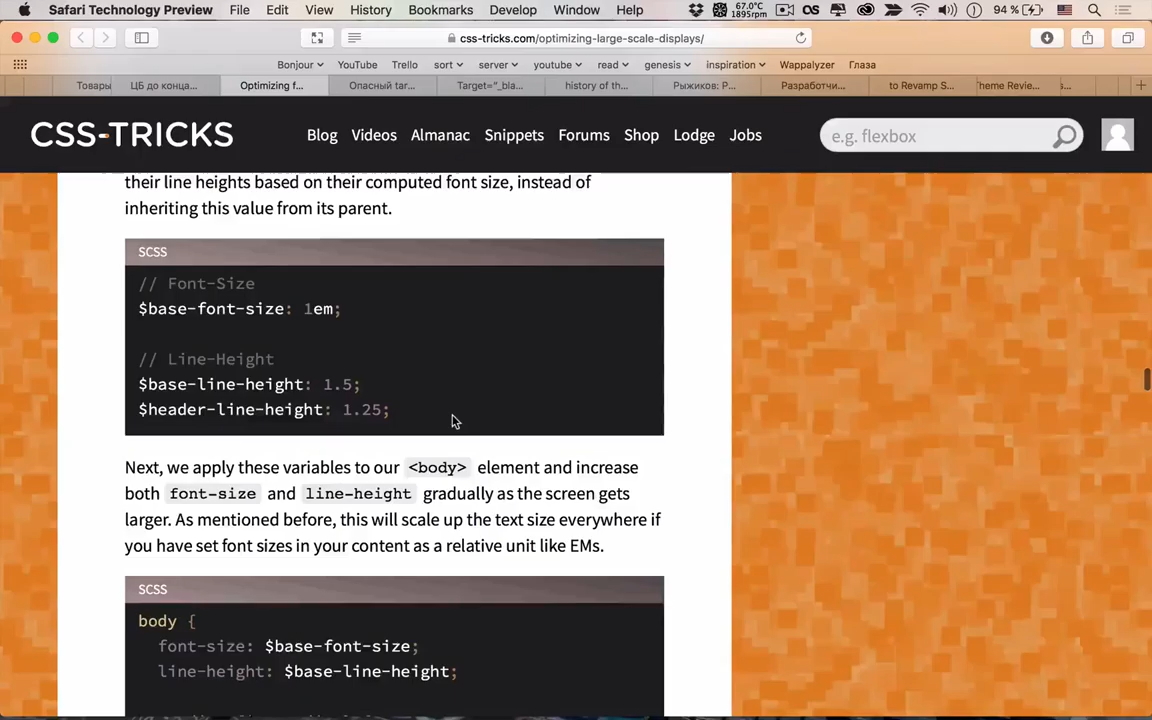 Safari Technology Preview File Edit View History Bookmarks Develop Window Help 67.0°C 1895rpm OS 94 %
css-tricks.com/optimizing-large-scale-displays/
Bonjour YouTube Trello sort server youtube read genesis inspiration Wappalyzer Глаза
Товары ЦБ до конца... Optimizing f... Опасный tar... Target="_bla... history of th... Рыжиков: Р... Разработчи... to Revamp S... heme Revie...
CSS-TRICKS Blog Videos Almanac Snippets Forums Shop Lodge Jobs e.g. flexbox
their line heights based on their computed font size, instead of
inheriting this value from its parent.
SCSS
// Font-Size
$base-font-size: 1em;
// Line-Height
$base-line-height: 1.5;
$header-line-height: 1.25;
Next, we apply these variables to our <body> element and increase
both font-size and line-height gradually as the screen gets
larger. As mentioned before, this will scale up the text size everywhere if
you have set font sizes in your content as a relative unit like EMs.
SCSS
body {
font-size: $base-font-size;
line-height: $base-line-height;